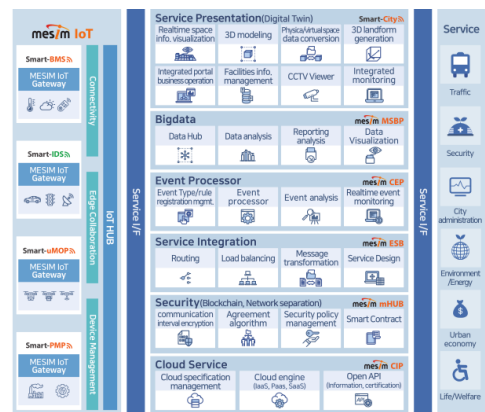 mesim IoT
Smart-BMS
MESIM IoT
Gateway
Smart-IDS
MESIM IoT
Gateway
Smart-uMOP
MESIM IoT
Gateway
Smart-PMP
MESIM IoT
Gateway
Connectivity
Edge Collaboration
Device Management
IoT HUB
Service I/F
Service Presentation(Digital Twin)
Smart-City
Realtime space
info. visualization
3D modeling
Physica/Virtual space
data conversion
3D landform
generation
Integrated portal
business operation
Facilities info.
management
CCTV Viewer
Integrated
monitoring
Bigdata
mesim MSBP
Data Hub
Data analysis
Reporting
analysis
Data
Visualization
Event Processor
mesim CEP
Event Type/rule
registration mgmt.
Event
processor
Event analysis
Realtime event
monitoring
Service Integration
mesim ESB
Routing
Load balancing
Message
transformation
Service Design
Security(Blockchain, Network separation)
mesim mHUB
communication
interval encryption
Agreement
algorithm
Security policy
management
Smart Contract
Cloud Service
mesim CIP
Cloud specification
management
Cloud engine
(IaaS, Paas, SaaS)
Open API
(Information, certification)
Service I/F
Service
Traffic
Security
City
administration
Environment
/Energy
Urban
economy
Life/Welfare